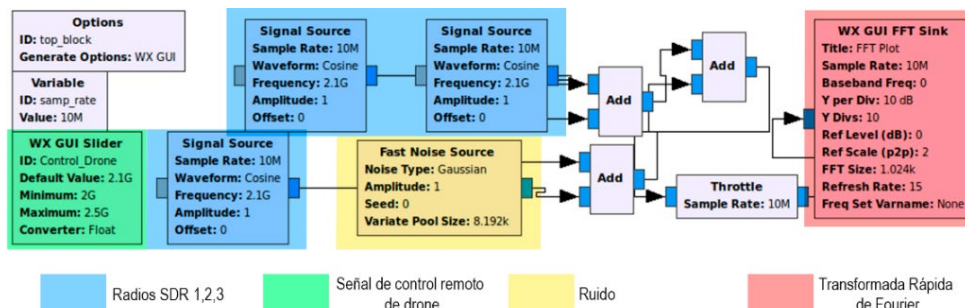 Options
ID: top_block
Generate Options: WX GUI
Variable
ID: samp_rate
Value: 10M
WX GUI Slider
ID: Control_Drone
Default Value: 2.1G
Minimum: 2G
Maximum: 2.5G
Converter: Float
Signal Source
Sample Rate: 10M
Waveform: Cosine
Frequency: 2.1G
Amplitude: 1
Offset: 0
Signal Source
Sample Rate: 10M
Waveform: Cosine
Frequency: 2.1G
Amplitude: 1
Offset: 0
Signal Source
Sample Rate: 10M
Waveform: Cosine
Frequency: 2.1G
Amplitude: 1
Offset: 0
Fast Noise Source
Noise Type: Gaussian
Amplitude: 1
Seed: 0
Variate Pool Size: 8.192k
Add
Add
Add
Throttle
Sample Rate: 10M
WX GUI FFT Sink
Title: FFT Plot
Sample Rate: 10M
Baseband Freq: 0
Y per Div: 10 dB
Y Divs: 10
Ref Level (dB): 0
Ref Scale (p2p): 2
FFT Size: 1.024k
Refresh Rate: 15
Freq Set Varname: None
Radios SDR 1,2,3
Señal de control remoto
de drone
Ruido
Transformada Rápida
de Fourier